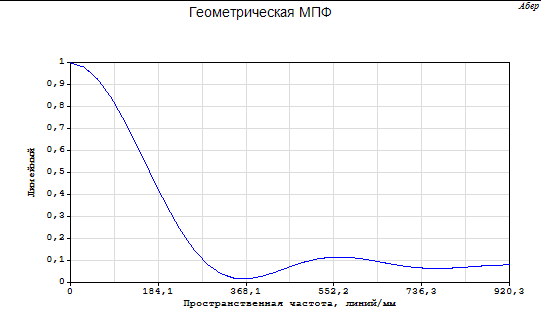 Абер
Геометрическая МПФ
1
0,9
0,8
0,7
0,6
0,5
0,4
0,3
0,2
0,1
0
Линейный
0 184,1 368,1 552,2 736,3 920,3
Пространственная частота, линий/мм